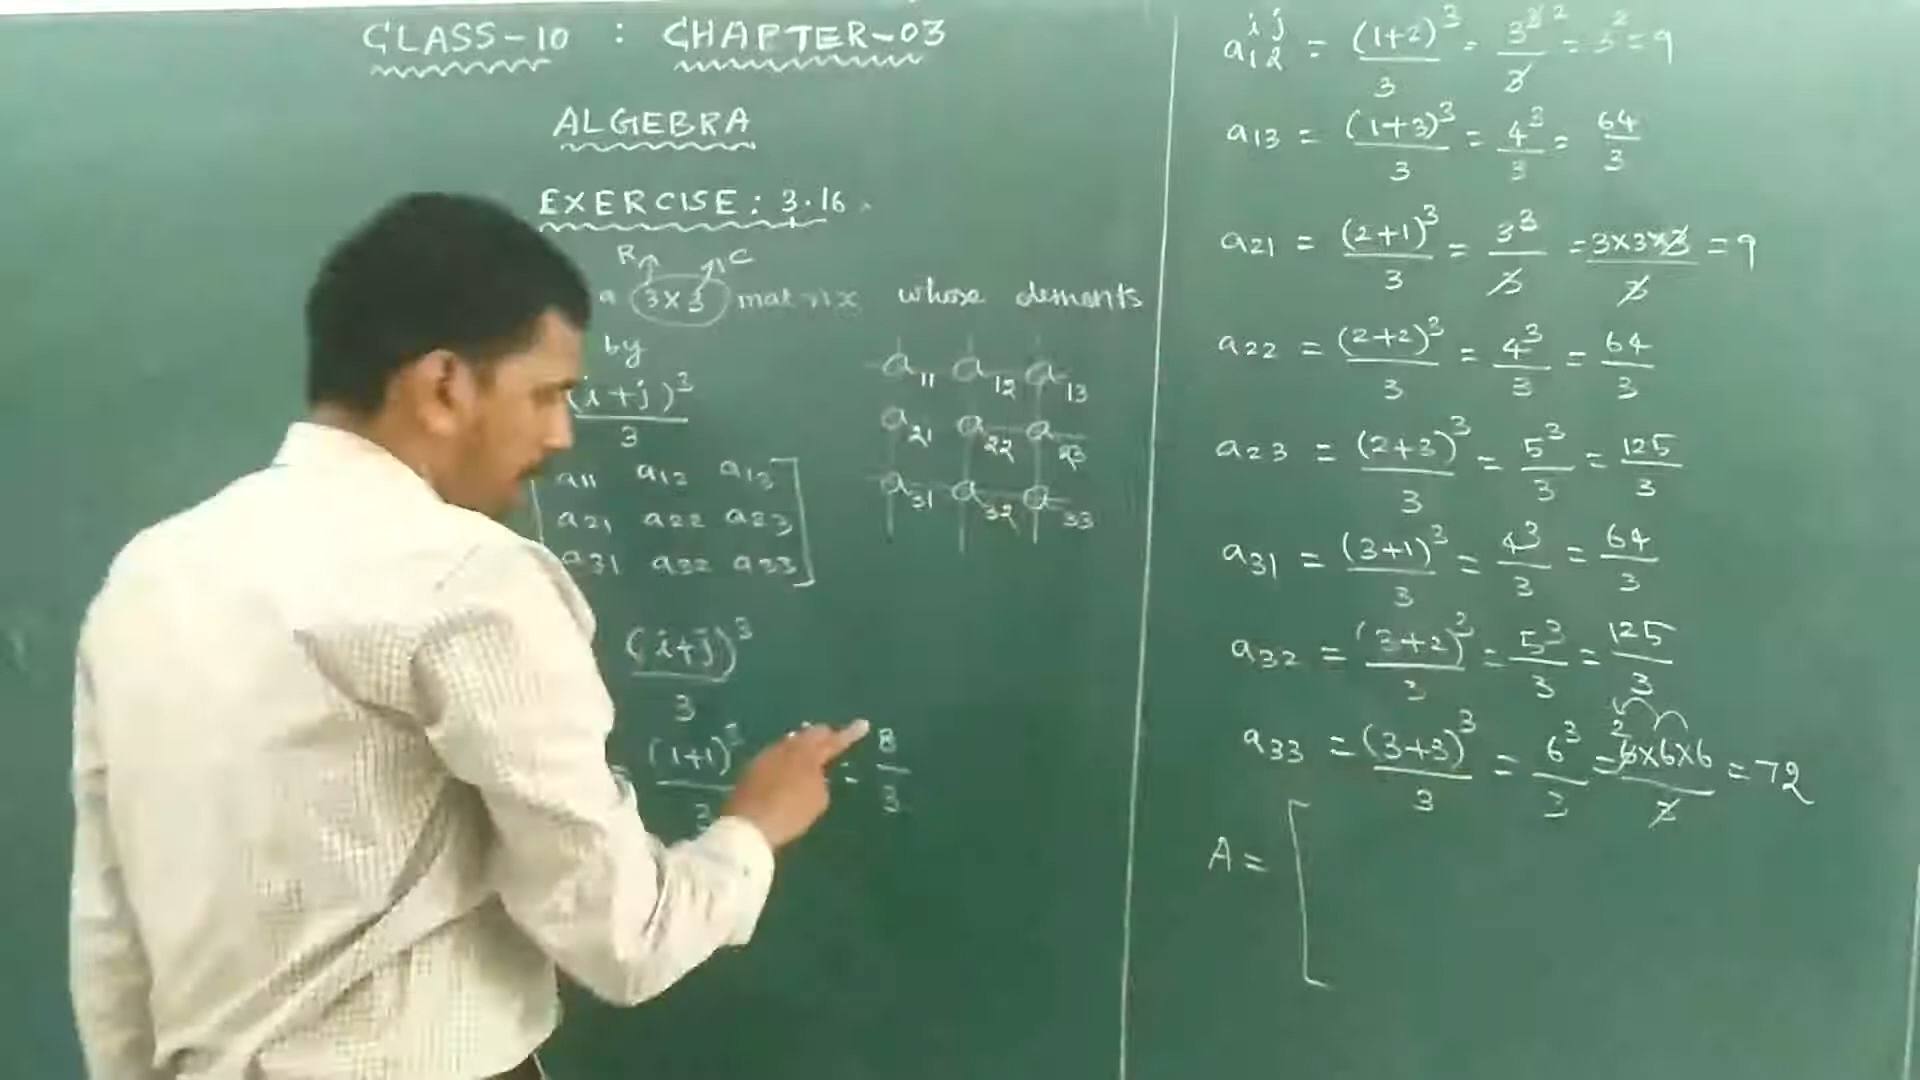 CLASS-10 : CHAPTER-03
ALGEBRA
EXERCISE: 3.16
R C
a 3x3 matrix whose elements
by
(i+j)³
3
a11 a12 a13
a21 a22 a23
a31 a32 a33
a11 a12 a13
a21 a22 a23
a31 a32 a33
(i+j)³
3
= (1+1)³
3
= 8
3
i j
a12 = (1+2)³/3 = 3³/3 = 3² = 9
a13 = (1+3)³/3 = 4³/3 = 64/3
a21 = (2+1)³/3 = 3³/3 = 3x3x3/3 = 9
a22 = (2+2)³/3 = 4³/3 = 64/3
a23 = (2+3)³/3 = 5³/3 = 125/3
a31 = (3+1)³/3 = 4³/3 = 64/3
a32 = (3+2)³/3 = 5³/3 = 125/3
a33 = (3+3)³/3 = 6³/3 = 6x6x6/3 = 72
A = [